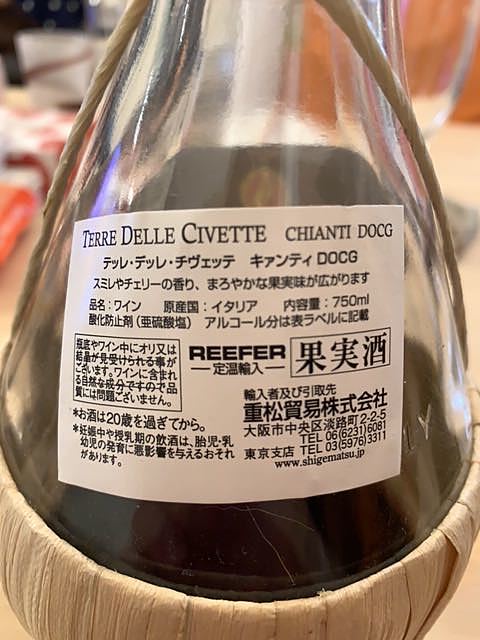 TERRE DELLE CIVETTE CHIANTI DOCG
テッレ・デッレ・チヴェッテ キァンティ DOCG
スミレやチェリーの香り、まろやかな果実味が広がります
品名：ワイン 原産国：イタリア 内容量：750ml
酸化防止剤（亜硫酸塩） アルコール分は表ラベルに記載
瓶底やワイン中にオリ又は
結晶が見受けられる事が
ございます。ワインに含まれ
る自然な成分ですので品
質には問題ございません。
REEFER
定温輸入
果実酒
*お酒は20歳を過ぎてから。
*妊娠中や授乳期の飲酒は、胎児・乳
幼児の発育に悪影響を与えるおそれ
があります。
輸入者及び引取先
重松貿易株式会社
大阪市中央区淡路町2-2-5
TEL 06(6231)6081
東京支店 TEL 03(5976)3311
www.shigematsu.jp